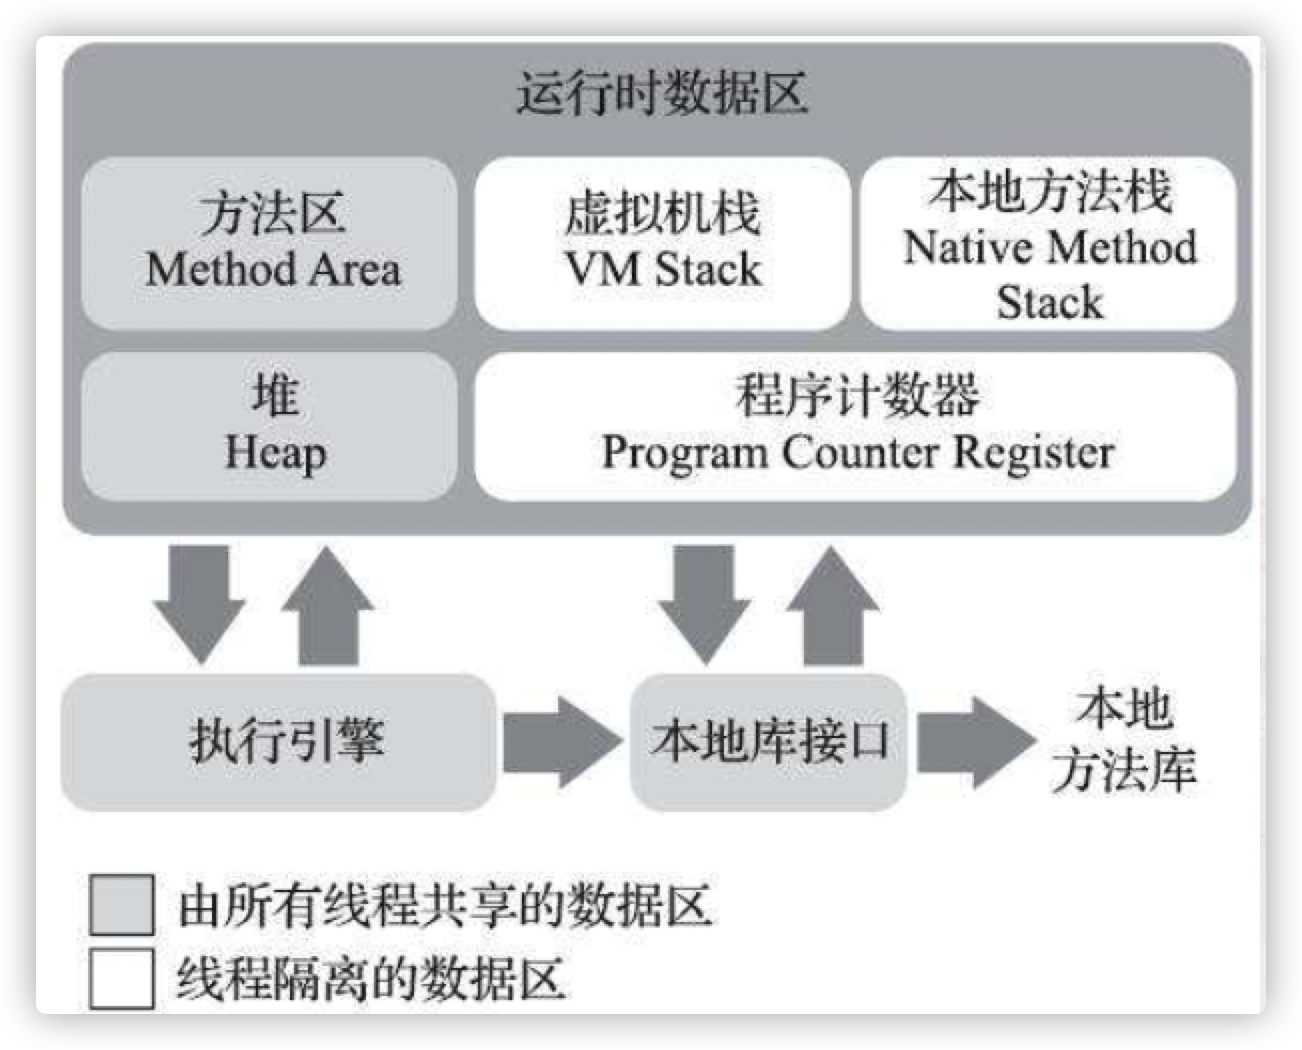 运行时数据区
方法区
Method Area
虚拟机栈
VM Stack
本地方法栈
Native Method
Stack
堆
Heap
程序计数器
Program Counter Register
执行引擎
本地库接口
本地
方法库
由所有线程共享的数据区
线程隔离的数据区